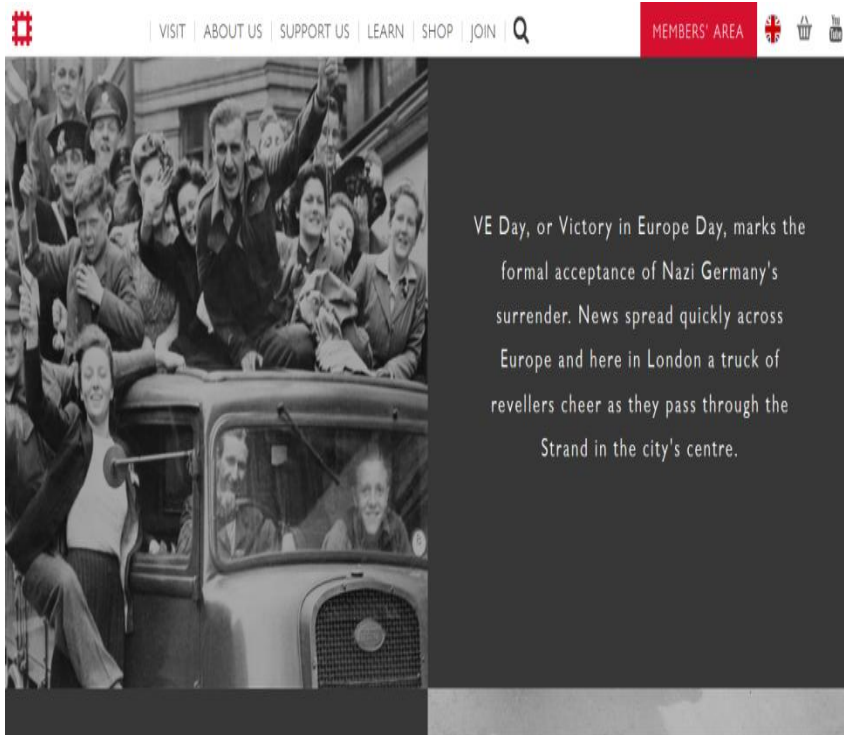 VISIT | ABOUT US | SUPPORT US | LEARN | SHOP | JOIN
MEMBERS' AREA
You
Tube
VE Day, or Victory in Europe Day, marks the
formal acceptance of Nazi Germany's
surrender. News spread quickly across
Europe and here in London a truck of
revellers cheer as they pass through the
Strand in the city's centre.